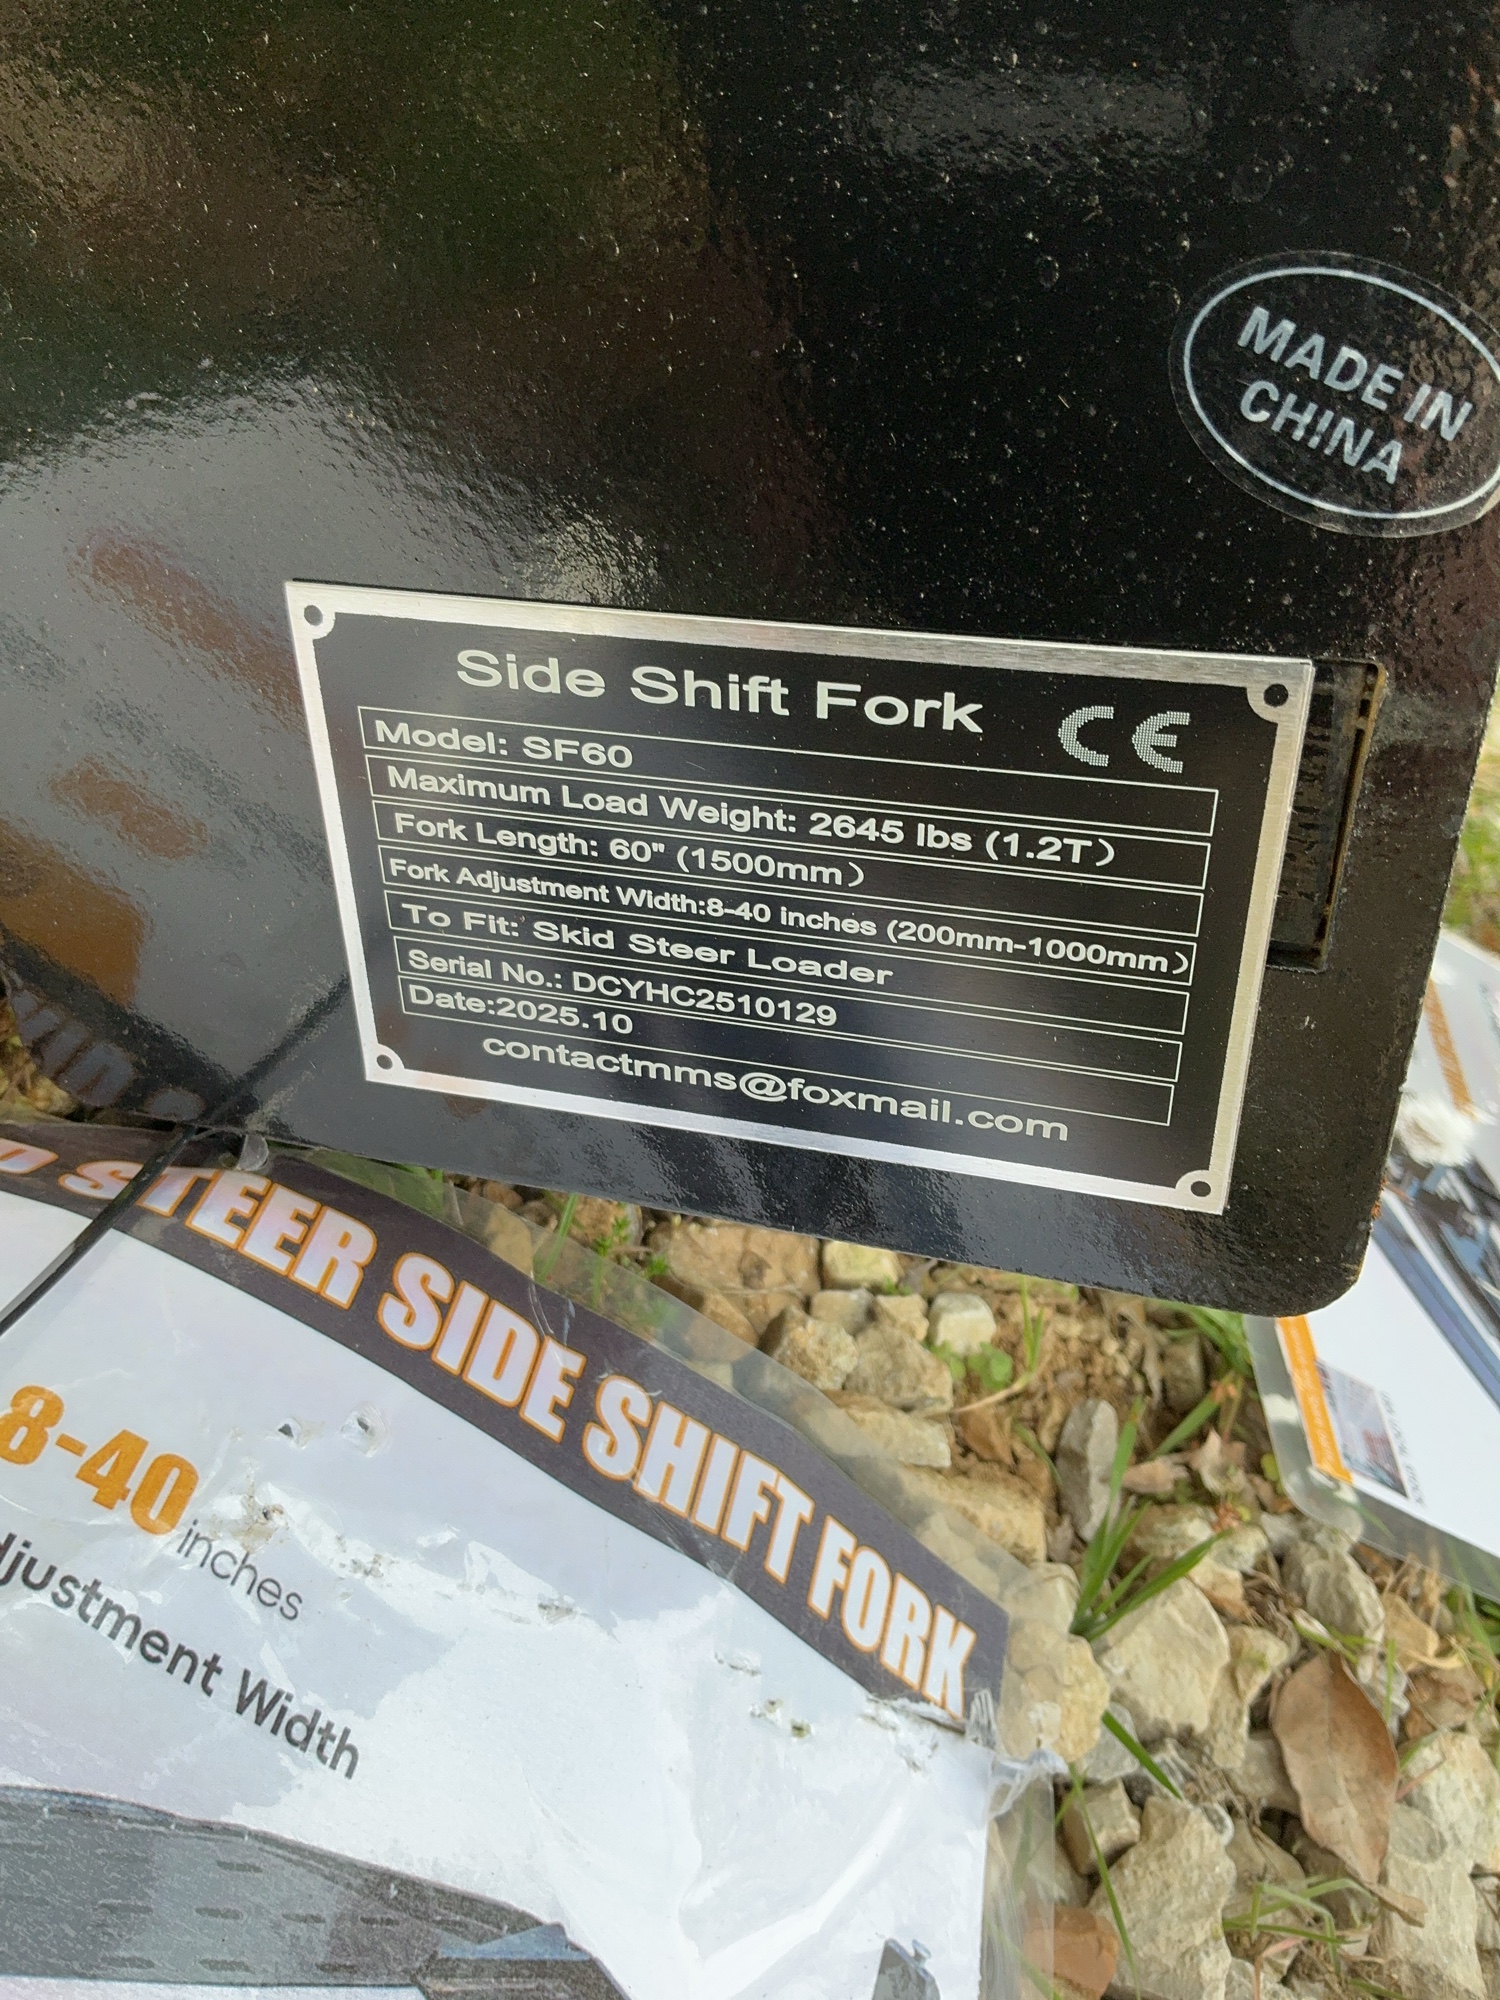 MADE IN
CHINA
Side Shift Fork
CE
Model: SF60
Maximum Load Weight: 2645 lbs (1.2T)
Fork Length: 60" (1500mm)
Fork Adjustment Width:8-40 inches (200mm-1000mm)
To Fit: Skid Steer Loader
Serial No.: DCYHC2510129
Date:2025.10
contactmms@foxmail.com
STEER SIDE SHIFT FORK
8-40 inches
djustment Width